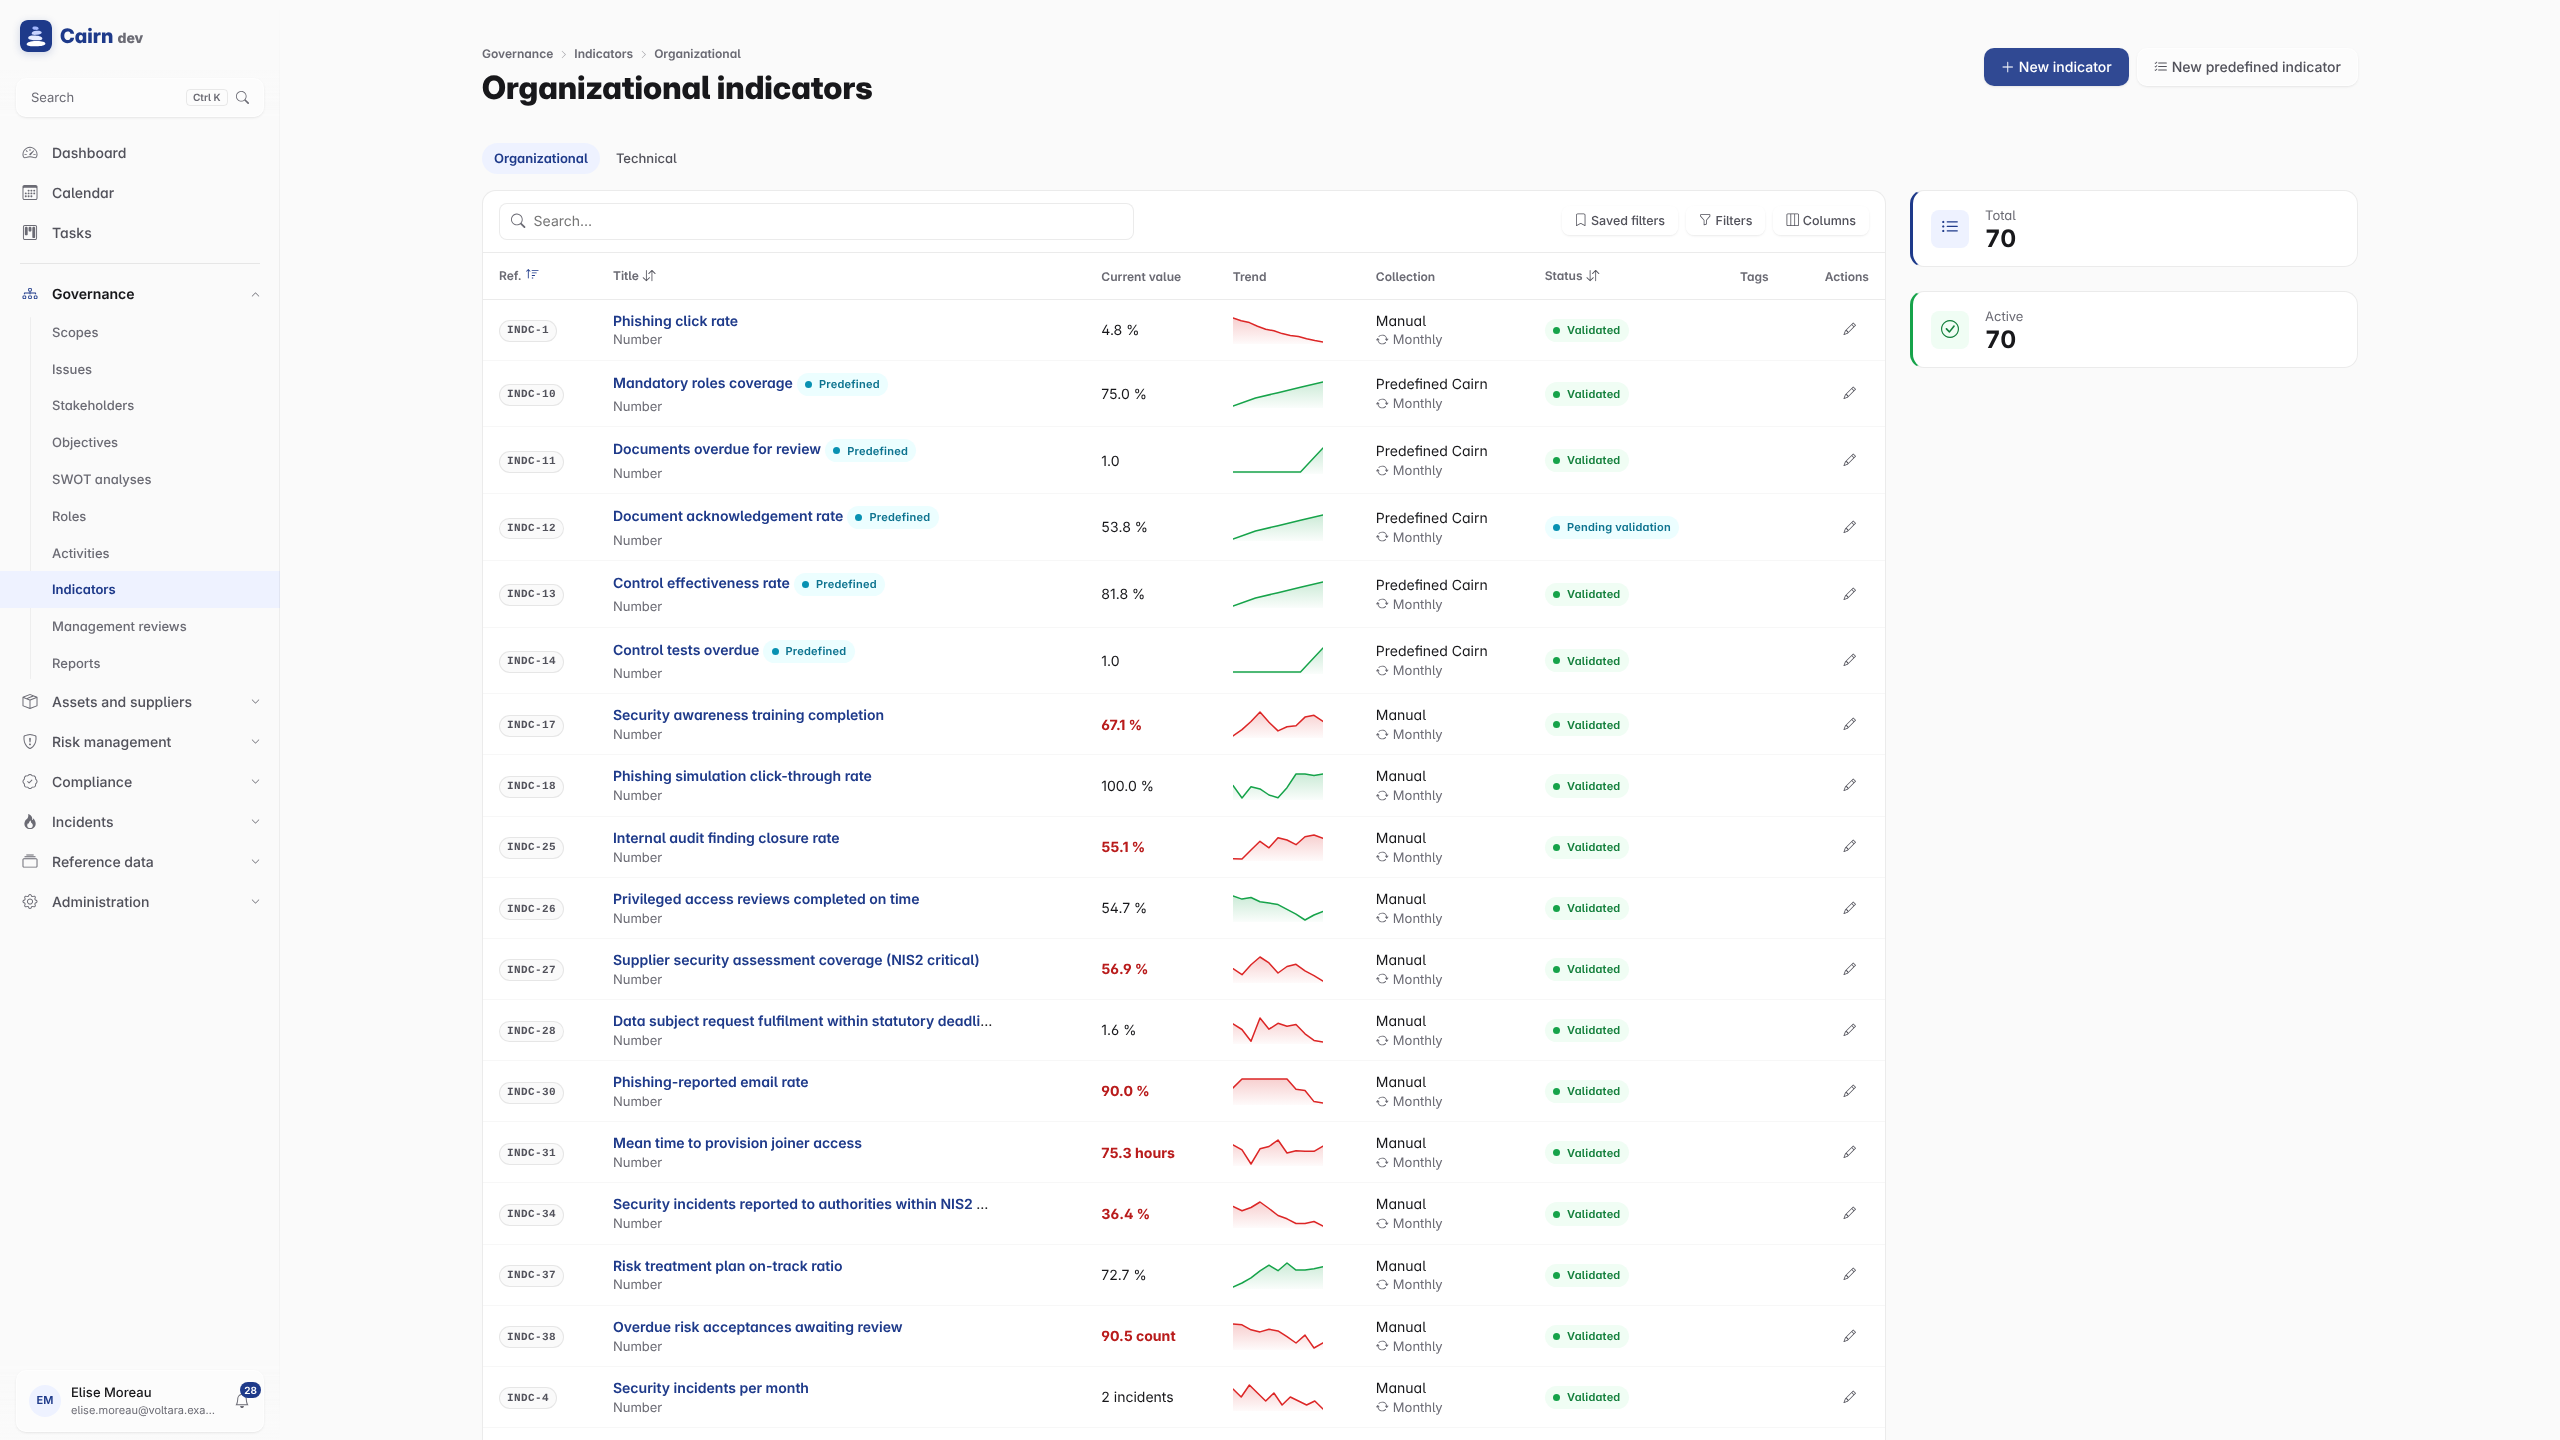 Cairn dev
Search Ctrl K
Dashboard
Calendar
Tasks
Governance
Scopes
Issues
Stakeholders
Objectives
SWOT analyses
Roles
Activities
Indicators
Management reviews
Reports
Assets and suppliers
Risk management
Compliance
Incidents
Reference data
Administration
EM
Elise Moreau
elise.moreau@voltara.exa...
28
Governance > Indicators > Organizational
Organizational indicators
+ New indicator
New predefined indicator
Organizational Technical
Search...
Saved filters Filters Columns
Ref. Title Current value Trend Collection Status Tags Actions
INDC-1 Phishing click rate 4.8 % Manual Validated
Number Monthly
INDC-10 Mandatory roles coverage Predefined 75.0 % Predefined Cairn Validated
Number Monthly
INDC-11 Documents overdue for review Predefined 1.0 Predefined Cairn Validated
Number Monthly
INDC-12 Document acknowledgement rate Predefined 53.8 % Predefined Cairn Pending validation
Number Monthly
INDC-13 Control effectiveness rate Predefined 81.8 % Predefined Cairn Validated
Number Monthly
INDC-14 Control tests overdue Predefined 1.0 Predefined Cairn Validated
Number Monthly
INDC-17 Security awareness training completion 67.1 % Manual Validated
Number Monthly
INDC-18 Phishing simulation click-through rate 100.0 % Manual Validated
Number Monthly
INDC-25 Internal audit finding closure rate 55.1 % Manual Validated
Number Monthly
INDC-26 Privileged access reviews completed on time 54.7 % Manual Validated
Number Monthly
INDC-27 Supplier security assessment coverage (NIS2 critical) 56.9 % Manual Validated
Number Monthly
INDC-28 Data subject request fulfilment within statutory deadli... 1.6 % Manual Validated
Number Monthly
INDC-30 Phishing-reported email rate 90.0 % Manual Validated
Number Monthly
INDC-31 Mean time to provision joiner access 75.3 hours Manual Validated
Number Monthly
INDC-34 Security incidents reported to authorities within NIS2 ... 36.4 % Manual Validated
Number Monthly
INDC-37 Risk treatment plan on-track ratio 72.7 % Manual Validated
Number Monthly
INDC-38 Overdue risk acceptances awaiting review 90.5 count Manual Validated
Number Monthly
INDC-4 Security incidents per month 2 incidents Manual Validated
Number Monthly
Total
70
Active
70